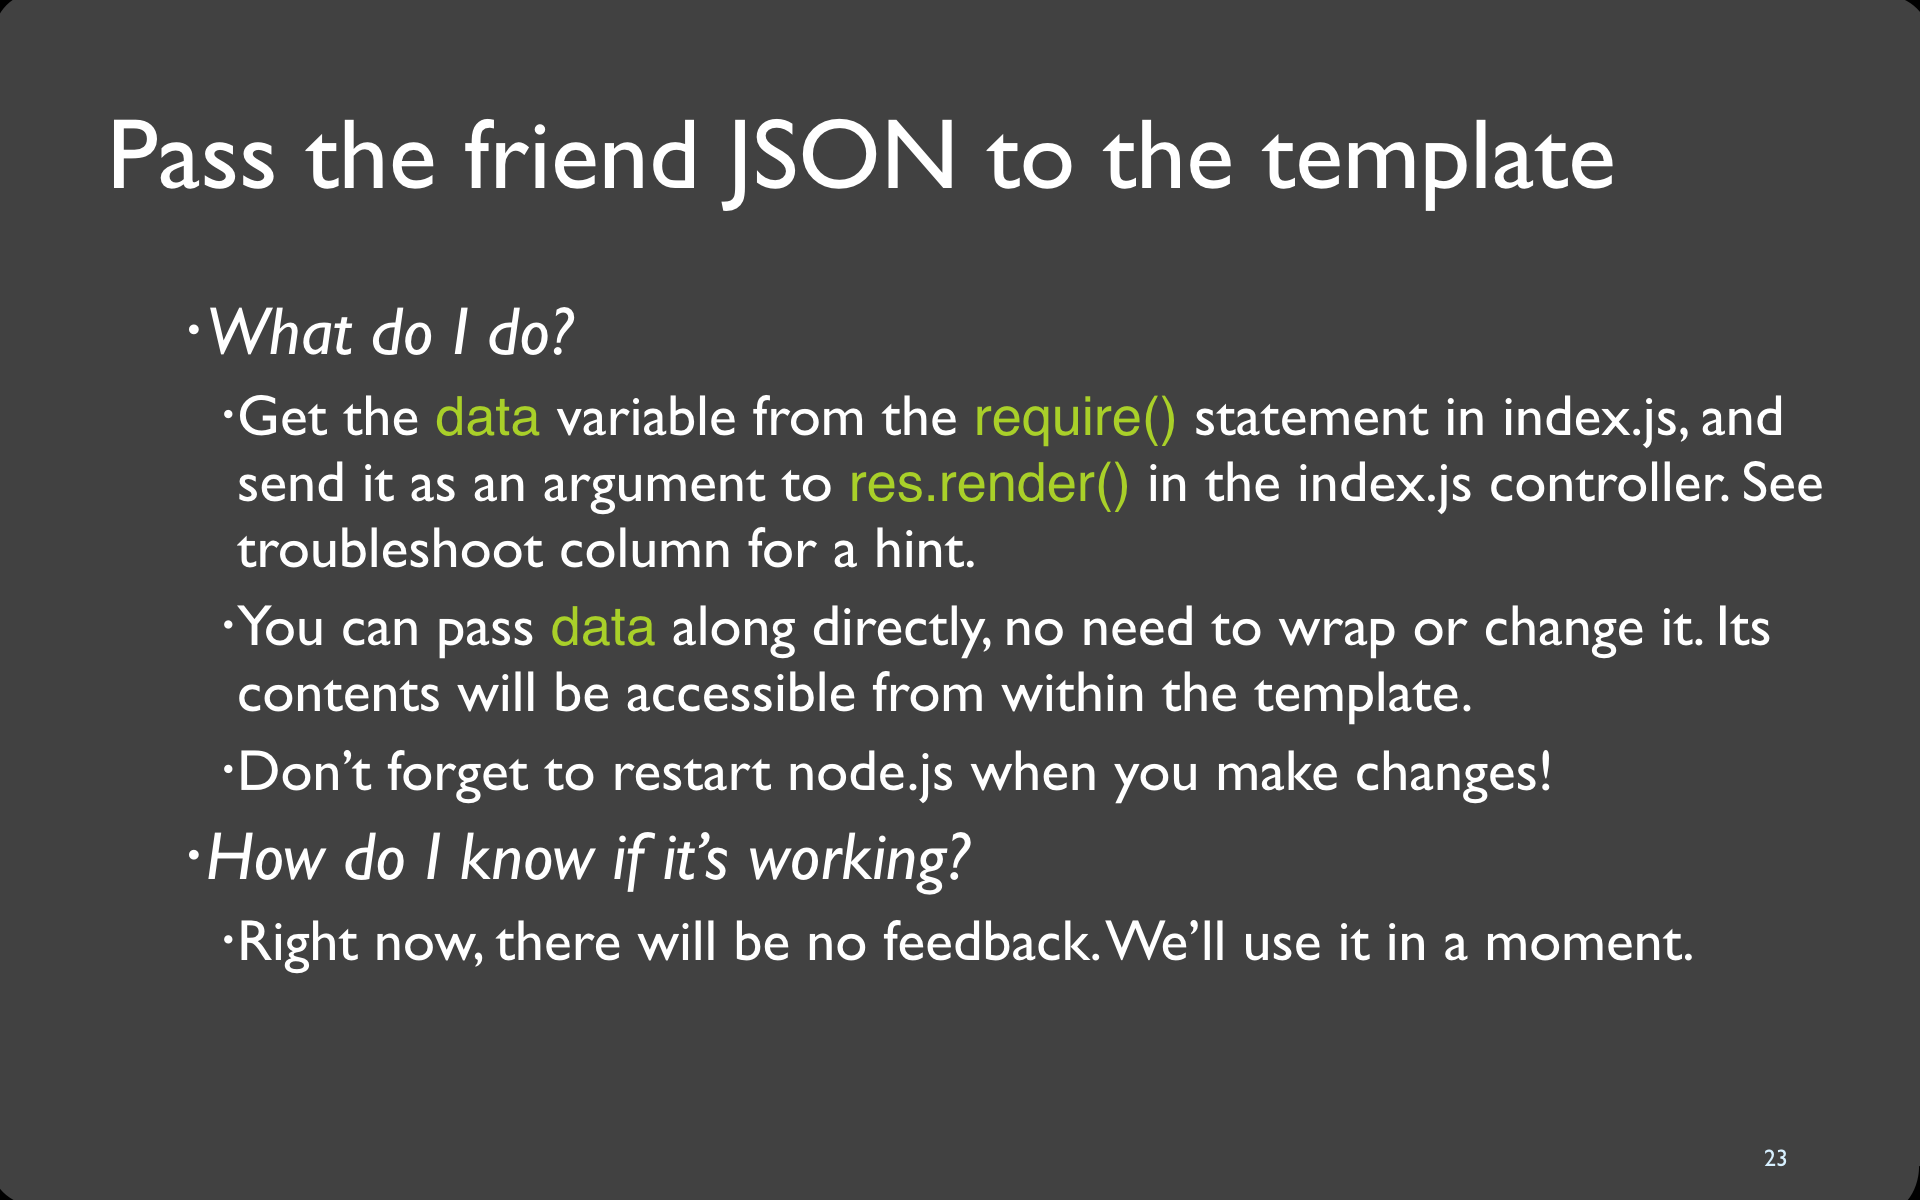 Pass the friend JSON to the template
•What do I do?
•Get the data variable from the require() statement in index.js, and
send it as an argument to res.render() in the index.js controller. See
troubleshoot column for a hint.
•You can pass data along directly, no need to wrap or change it. Its
contents will be accessible from within the template.
•Don’t forget to restart node.js when you make changes!
•How do I know if it’s working?
•Right now, there will be no feedback. We’ll use it in a moment.
23